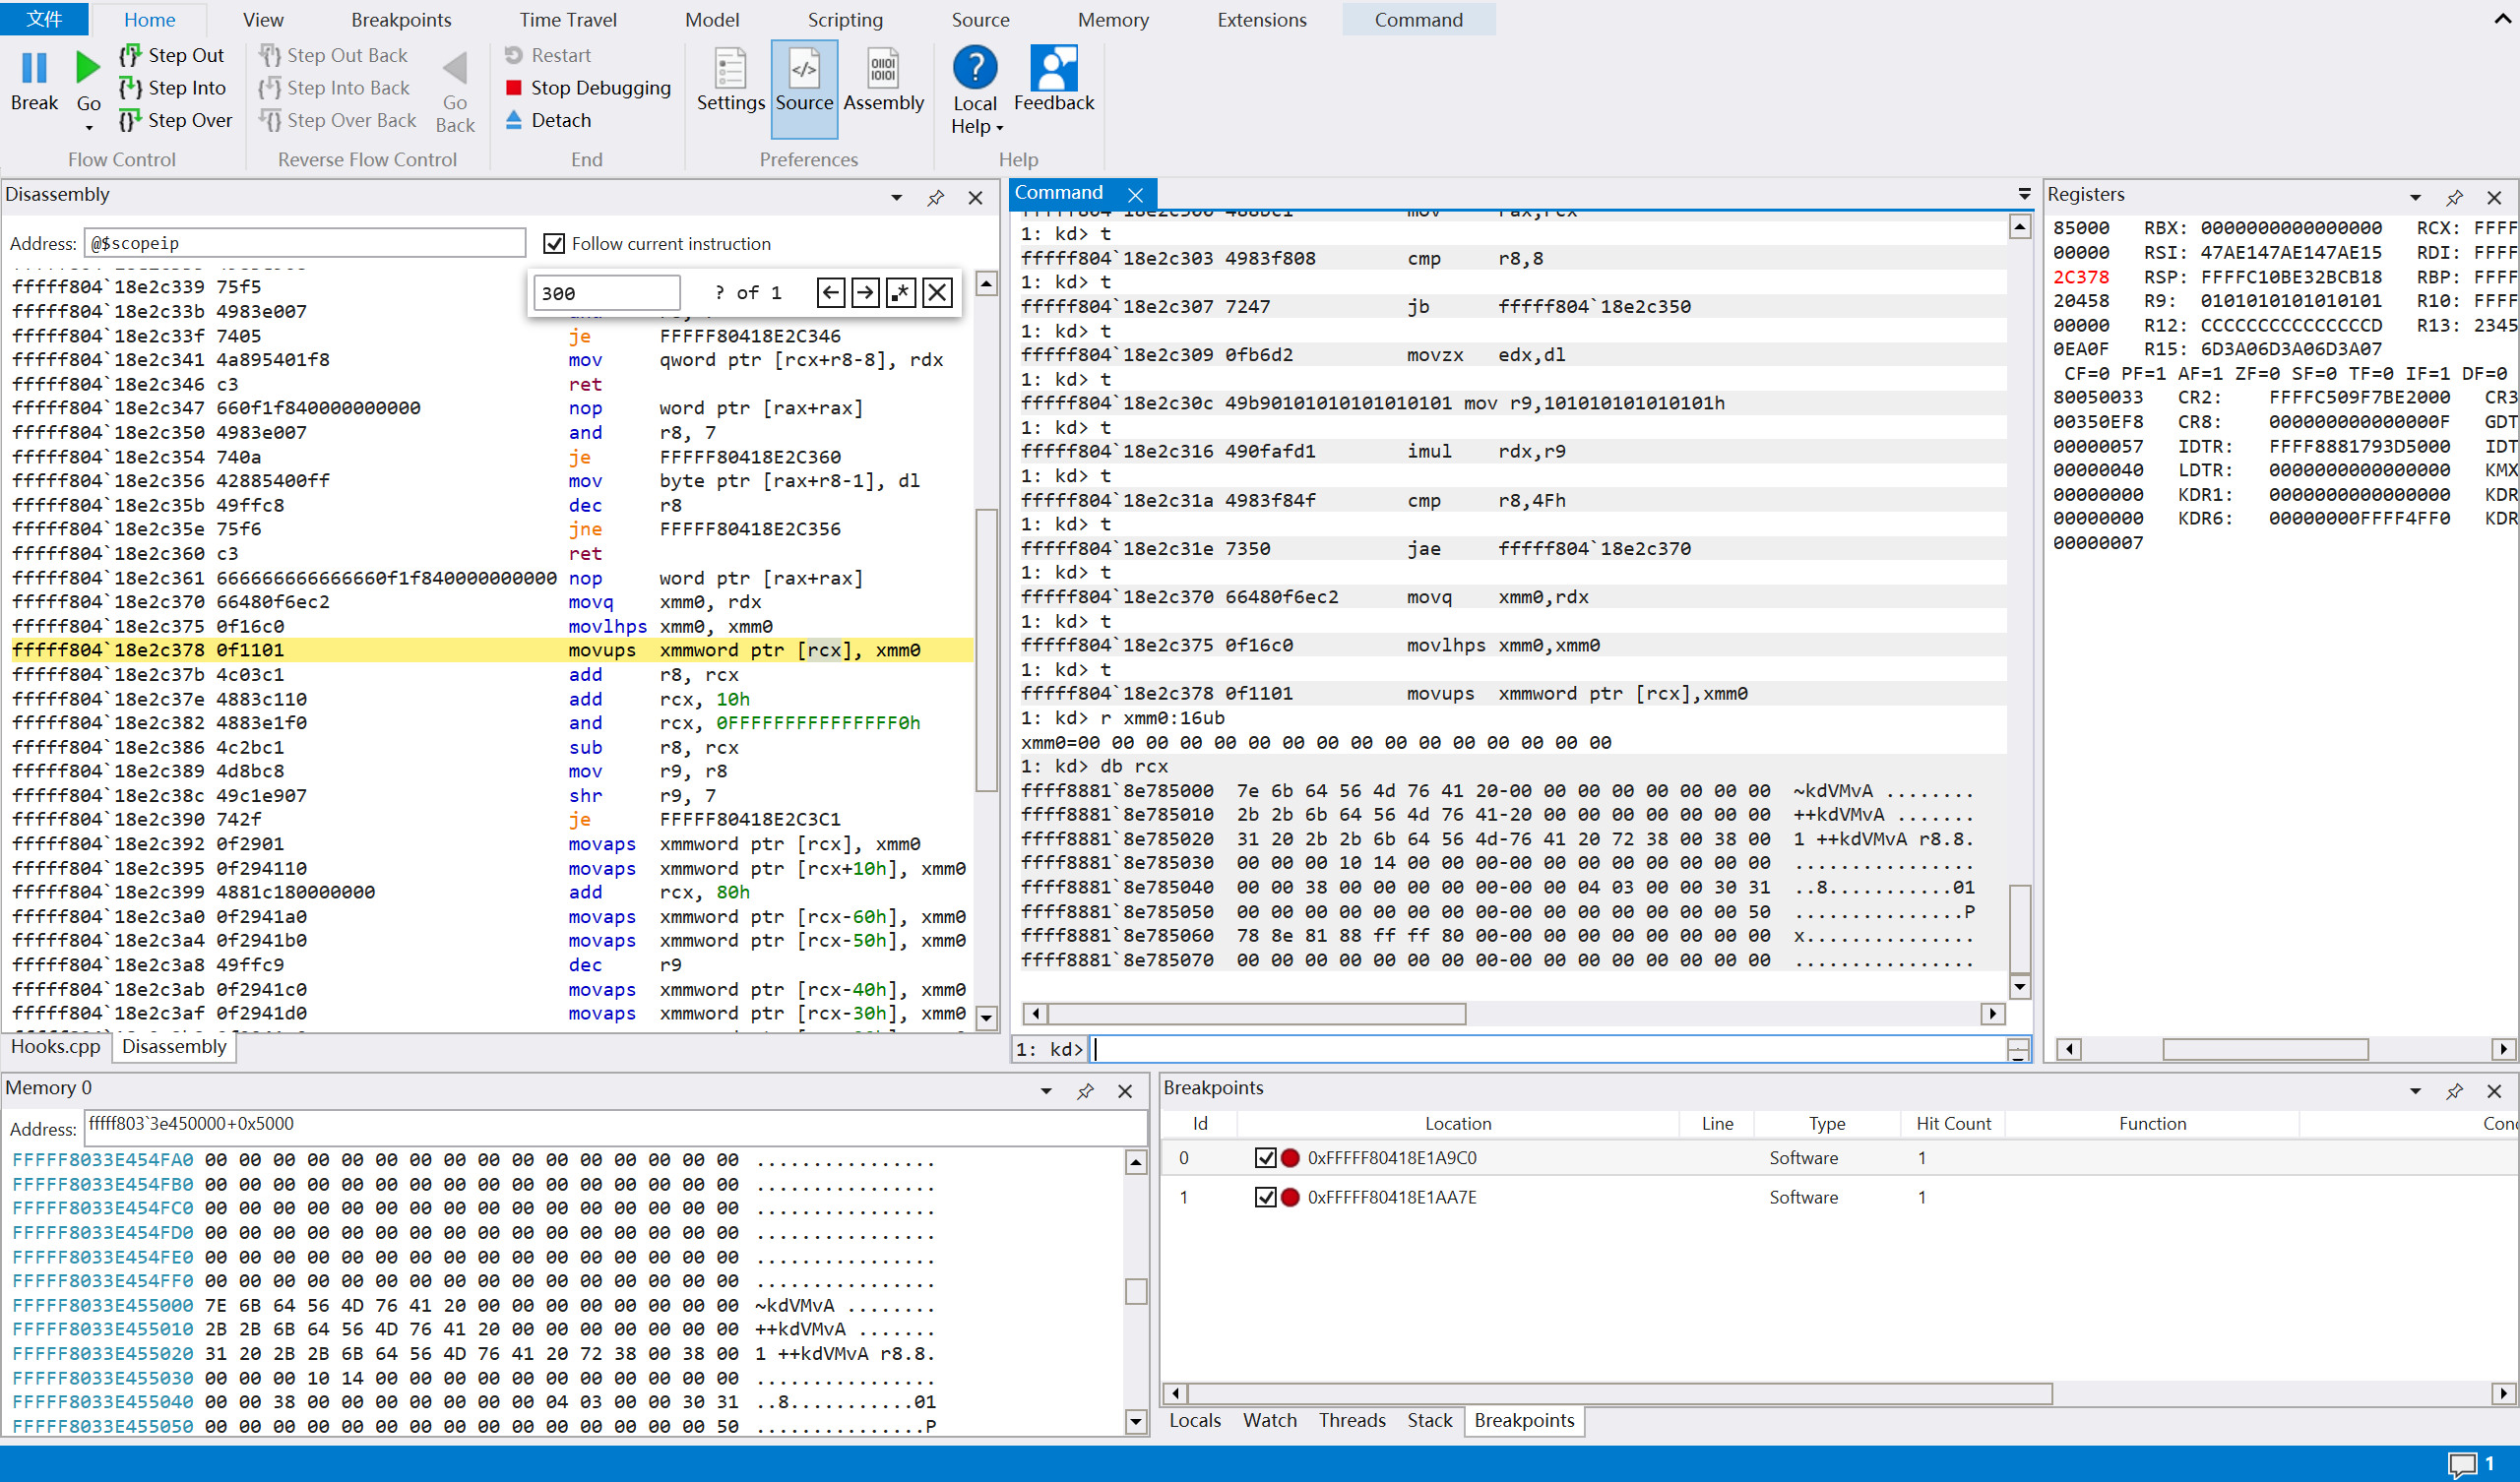 文件 Home View Breakpoints Time Travel Model Scripting Source Memory Extensions Command
Break
Go
Step Out
Step Into
Step Over
Flow Control
Step Out Back
Step Into Back
Step Over Back
Go Back
Reverse Flow Control
Restart
Stop Debugging
Detach
End
Settings
Source
Assembly
Preferences
Local Help
Feedback
Help
Disassembly
Address: @$scopeip
Follow current instruction
300 ? of 1
fffff804`18e2c339 75f5
fffff804`18e2c33b 4983e007
fffff804`18e2c33f 7405 je FFFFF80418E2C346
fffff804`18e2c341 4a895401f8 mov qword ptr [rcx+r8-8], rdx
fffff804`18e2c346 c3 ret
fffff804`18e2c347 660f1f840000000000 nop word ptr [rax+rax]
fffff804`18e2c350 4983e007 and r8, 7
fffff804`18e2c354 740a je FFFFF80418E2C360
fffff804`18e2c356 42885400ff mov byte ptr [rax+r8-1], dl
fffff804`18e2c35b 49ffc8 dec r8
fffff804`18e2c35e 75f6 jne FFFFF80418E2C356
fffff804`18e2c360 c3 ret
fffff804`18e2c361 666666666666660f1f840000000000 nop word ptr [rax+rax]
fffff804`18e2c370 66480f6ec2 movq xmm0, rdx
fffff804`18e2c375 0f16c0 movlhps xmm0, xmm0
fffff804`18e2c378 0f1101 movups xmmword ptr [rcx], xmm0
fffff804`18e2c37b 4c03c1 add r8, rcx
fffff804`18e2c37e 4883c110 add rcx, 10h
fffff804`18e2c382 4883e1f0 and rcx, 0FFFFFFFFFFFFFFF0h
fffff804`18e2c386 4c2bc1 sub r8, rcx
fffff804`18e2c389 4d8bc8 mov r9, r8
fffff804`18e2c38c 49c1e907 shr r9, 7
fffff804`18e2c390 742f je FFFFF80418E2C3C1
fffff804`18e2c392 0f2901 movaps xmmword ptr [rcx], xmm0
fffff804`18e2c395 0f294110 movaps xmmword ptr [rcx+10h], xmm0
fffff804`18e2c399 4881c180000000 add rcx, 80h
fffff804`18e2c3a0 0f2941a0 movaps xmmword ptr [rcx-60h], xmm0
fffff804`18e2c3a4 0f2941b0 movaps xmmword ptr [rcx-50h], xmm0
fffff804`18e2c3a8 49ffc9 dec r9
fffff804`18e2c3ab 0f2941c0 movaps xmmword ptr [rcx-40h], xmm0
fffff804`18e2c3af 0f2941d0 movaps xmmword ptr [rcx-30h], xmm0
Hooks.cpp Disassembly
Command
fffff804`18e2c300 488bc1 mov rax,rcx
1: kd> t
fffff804`18e2c303 4983f808 cmp r8,8
1: kd> t
fffff804`18e2c307 7247 jb fffff804`18e2c350
1: kd> t
fffff804`18e2c309 0fb6d2 movzx edx,dl
1: kd> t
fffff804`18e2c30c 49b90101010101010101 mov r9,101010101010101h
1: kd> t
fffff804`18e2c316 490fafd1 imul rdx,r9
1: kd> t
fffff804`18e2c31a 4983f84f cmp r8,4Fh
1: kd> t
fffff804`18e2c31e 7350 jae fffff804`18e2c370
1: kd> t
fffff804`18e2c370 66480f6ec2 movq xmm0,rdx
1: kd> t
fffff804`18e2c375 0f16c0 movlhps xmm0,xmm0
1: kd> t
fffff804`18e2c378 0f1101 movups xmmword ptr [rcx],xmm0
1: kd> r xmm0:16ub
xmm0=00 00 00 00 00 00 00 00 00 00 00 00 00 00 00 00
1: kd> db rcx
ffff8881`8e785000 7e 6b 64 56 4d 76 41 20-00 00 00 00 00 00 00 00 ~kdVMvA ........
ffff8881`8e785010 2b 2b 6b 64 56 4d 76 41-20 00 00 00 00 00 00 00 ++kdVMvA .......
ffff8881`8e785020 31 20 2b 2b 6b 64 56 4d-76 41 20 72 38 00 38 00 1 ++kdVMvA r8.8.
ffff8881`8e785030 00 00 00 10 14 00 00 00-00 00 00 00 00 00 00 00 ................
ffff8881`8e785040 00 00 38 00 00 00 00 00-00 00 04 03 00 00 30 31 ..8...........01
ffff8881`8e785050 00 00 00 00 00 00 00 00-00 00 00 00 00 00 00 50 ...............P
ffff8881`8e785060 78 8e 81 88 ff ff 80 00-00 00 00 00 00 00 00 00 x...............
ffff8881`8e785070 00 00 00 00 00 00 00 00-00 00 00 00 00 00 00 00 ................
1: kd>
Registers
85000 RBX: 0000000000000000 RCX: FFFF
00000 RSI: 47AE147AE147AE15 RDI: FFFF
2C378 RSP: FFFFC10BE32BCB18 RBP: FFFF
20458 R9: 0101010101010101 R10: FFFF
00000 R12: CCCCCCCCCCCCCCCD R13: 2345
0EA0F R15: 6D3A06D3A06D3A07
CF=0 PF=1 AF=1 ZF=0 SF=0 TF=0 IF=1 DF=0
80050033 CR2: FFFFC509F7BE2000 CR3
00350EF8 CR8: 000000000000000F GDT
00000057 IDTR: FFFF8881793D5000 IDT
00000040 LDTR: 0000000000000000 KMX
00000000 KDR1: 0000000000000000 KDR
00000000 KDR6: 00000000FFFF4FF0 KDR
00000007
Memory 0
Address: fffff803`3e450000+0x5000
FFFFF8033E454FA0 00 00 00 00 00 00 00 00 00 00 00 00 00 00 00 00 ................
FFFFF8033E454FB0 00 00 00 00 00 00 00 00 00 00 00 00 00 00 00 00 ................
FFFFF8033E454FC0 00 00 00 00 00 00 00 00 00 00 00 00 00 00 00 00 ................
FFFFF8033E454FD0 00 00 00 00 00 00 00 00 00 00 00 00 00 00 00 00 ................
FFFFF8033E454FE0 00 00 00 00 00 00 00 00 00 00 00 00 00 00 00 00 ................
FFFFF8033E454FF0 00 00 00 00 00 00 00 00 00 00 00 00 00 00 00 00 ................
FFFFF8033E455000 7E 6B 64 56 4D 76 41 20 00 00 00 00 00 00 00 00 ~kdVMvA ........
FFFFF8033E455010 2B 2B 6B 64 56 4D 76 41 20 00 00 00 00 00 00 00 ++kdVMvA .......
FFFFF8033E455020 31 20 2B 2B 6B 64 56 4D 76 41 20 72 38 00 38 00 1 ++kdVMvA r8.8.
FFFFF8033E455030 00 00 00 10 14 00 00 00 00 00 00 00 00 00 00 00 ................
FFFFF8033E455040 00 00 38 00 00 00 00 00 00 00 04 03 00 00 30 31 ..8...........01
FFFFF8033E455050 00 00 00 00 00 00 00 00 00 00 00 00 00 00 00 50 ...............P
Breakpoints
Id Location Line Type Hit Count Function Conc
0 0xFFFFF80418E1A9C0 Software 1
1 0xFFFFF80418E1AA7E Software 1
Locals Watch Threads Stack Breakpoints
1